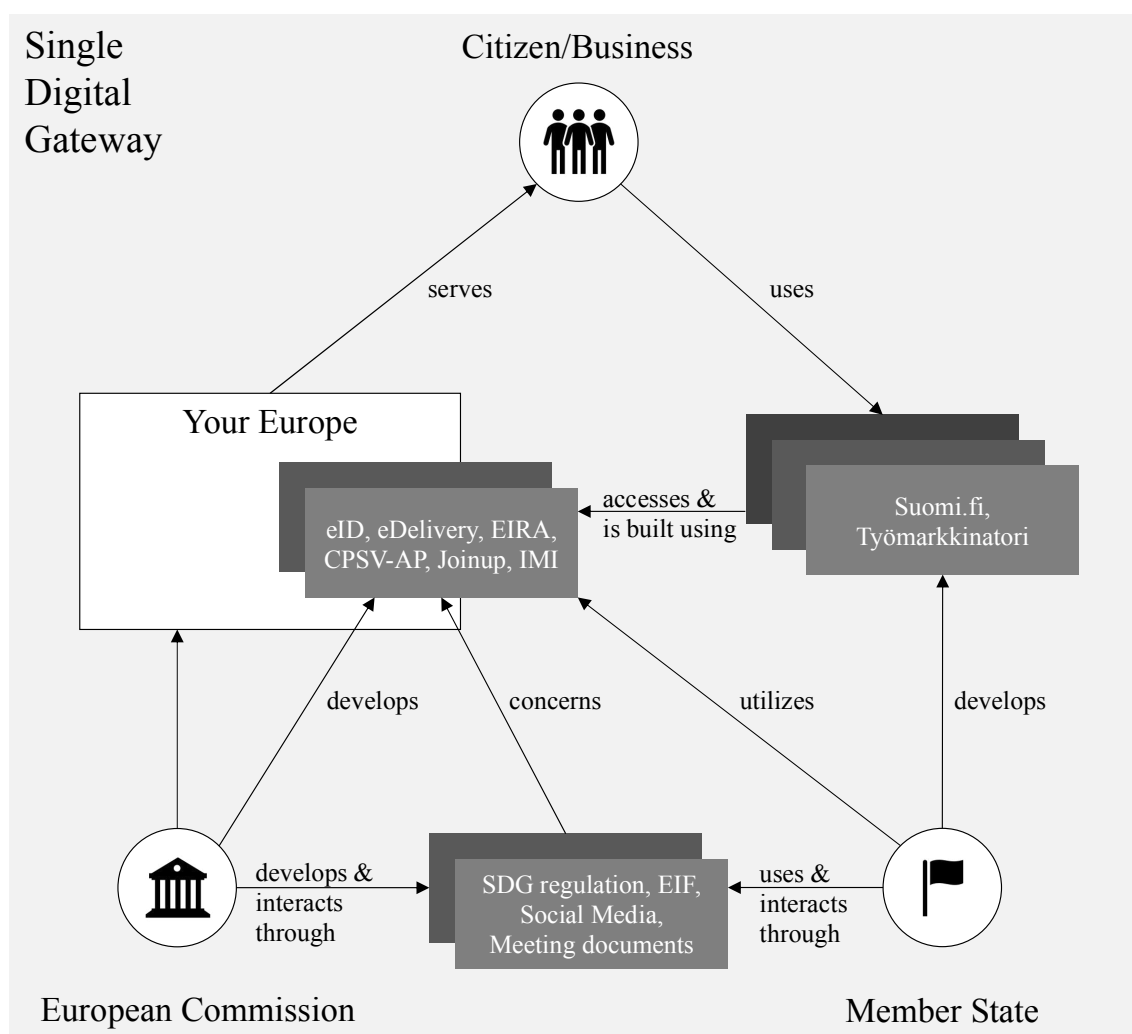 Single
Digital
Gateway
Citizen/Business
serves
uses
Your Europe
eID, eDelivery, EIRA,
CPSV-AP, Joinup, IMI
accesses &
is built using
Suomi.fi,
Työmarkkinatori
develops
concerns
utilizes
develops
develops &
interacts
through
SDG regulation, EIF,
Social Media,
Meeting documents
uses &
interacts
through
European Commission
Member State